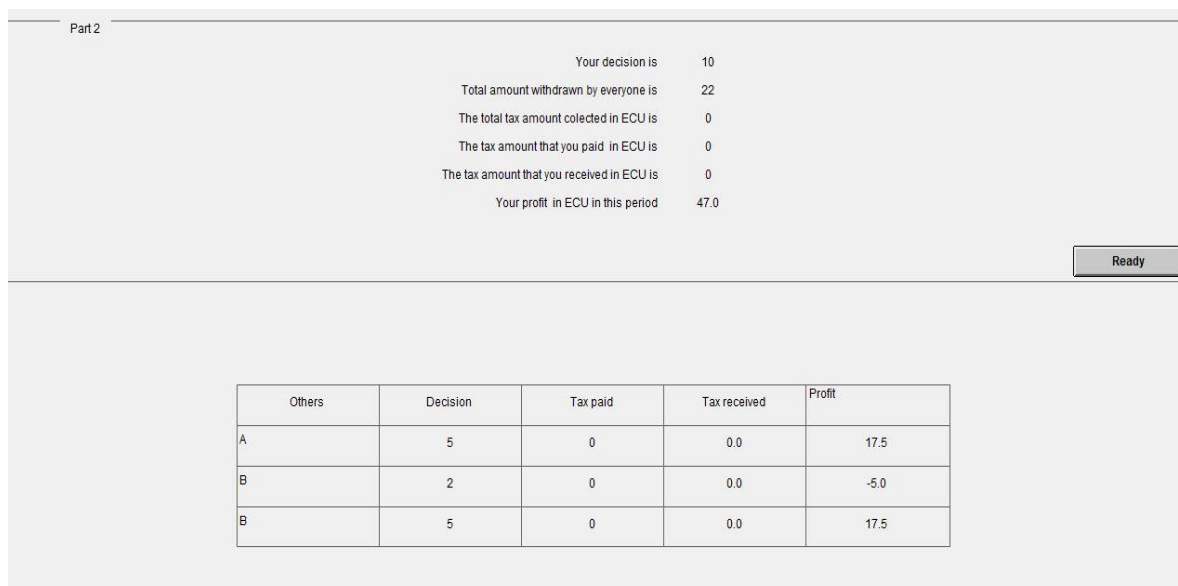 Part 2
Your decision is 10
Total amount withdrawn by everyone is 22
The total tax amount colected in ECU is 0
The tax amount that you paid in ECU is 0
The tax amount that you received in ECU is 0
Your profit in ECU in this period 47.0
Ready
Others Decision Tax paid Tax received Profit
A 5 0 0.0 17.5
B 2 0 0.0 -5.0
B 5 0 0.0 17.5